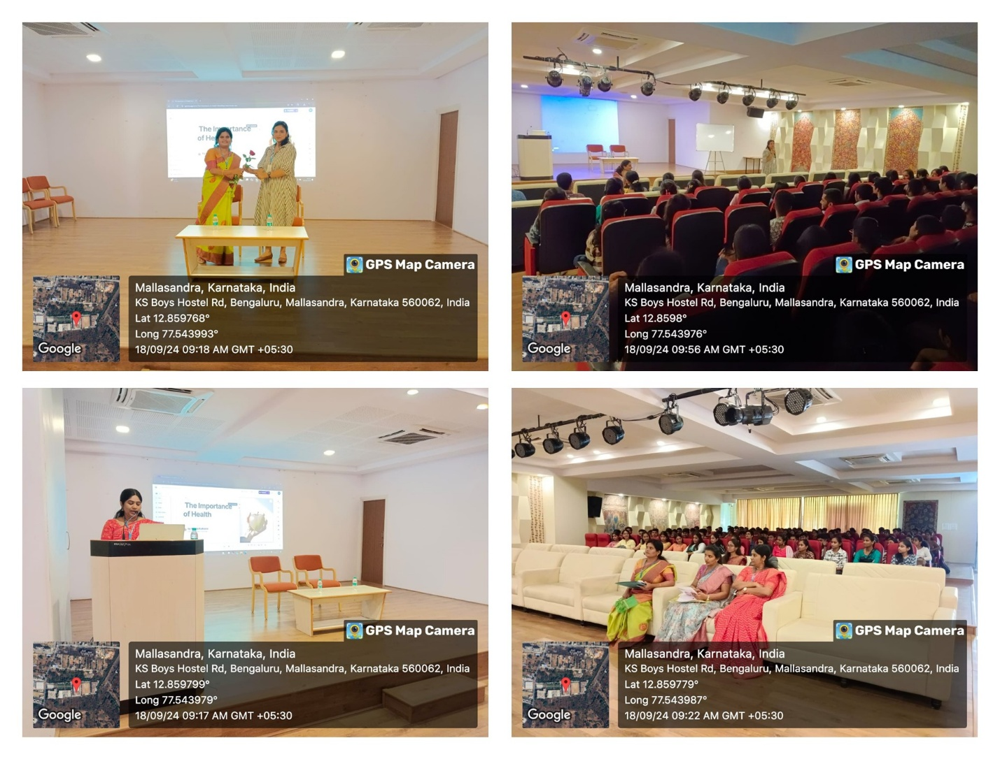 The Importance
of He
GPS Map Camera
Mallasandra, Karnataka, India
KS Boys Hostel Rd, Bengaluru, Mallasandra, Karnataka 560062, India
Lat 12.859768°
Long 77.543993°
18/09/24 09:18 AM GMT +05:30
Google
GPS Map Camera
Mallasandra, Karnataka, India
KS Boys Hostel Rd, Bengaluru, Mallasandra, Karnataka 560062, India
Lat 12.8598°
Long 77.543976°
18/09/24 09:56 AM GMT +05:30
Google
The Importance
of Health
GPS Map Camera
Mallasandra, Karnataka, India
KS Boys Hostel Rd, Bengaluru, Mallasandra, Karnataka 560062, India
Lat 12.859799°
Long 77.543979°
18/09/24 09:17 AM GMT +05:30
Google
GPS Map Camera
Mallasandra, Karnataka, India
KS Boys Hostel Rd, Bengaluru, Mallasandra, Karnataka 560062, India
Lat 12.859779°
Long 77.543987°
18/09/24 09:22 AM GMT +05:30
Google